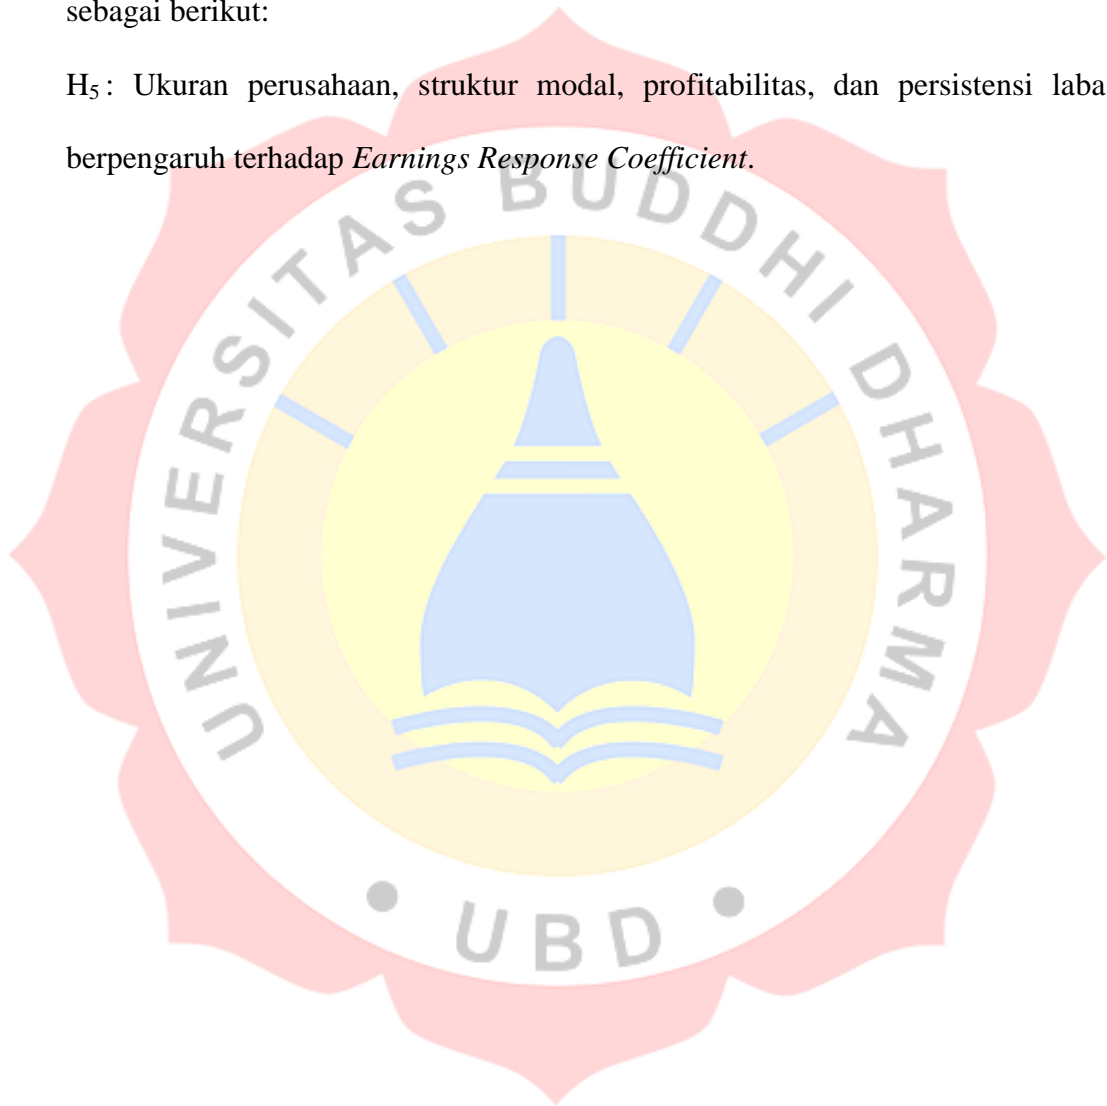 sebagai berikut:
H₅ : Ukuran perusahaan, struktur modal, profitabilitas, dan persistensi laba
berpengaruh terhadap Earnings Response Coefficient.
UNIVERSITAS BUDDHI DHARMA
• UBD •